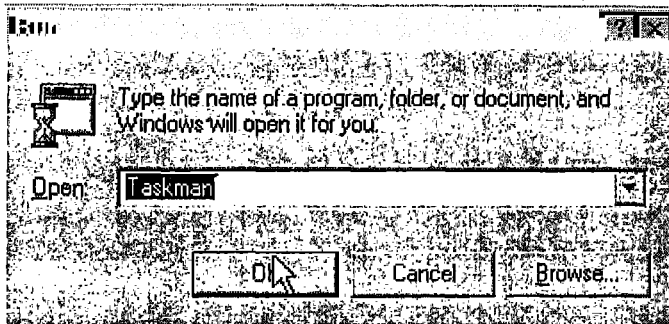 Run
Type the name of a program, folder, or document, and
Windows will open it for you.
Open: Taskman
Cancel Browse...